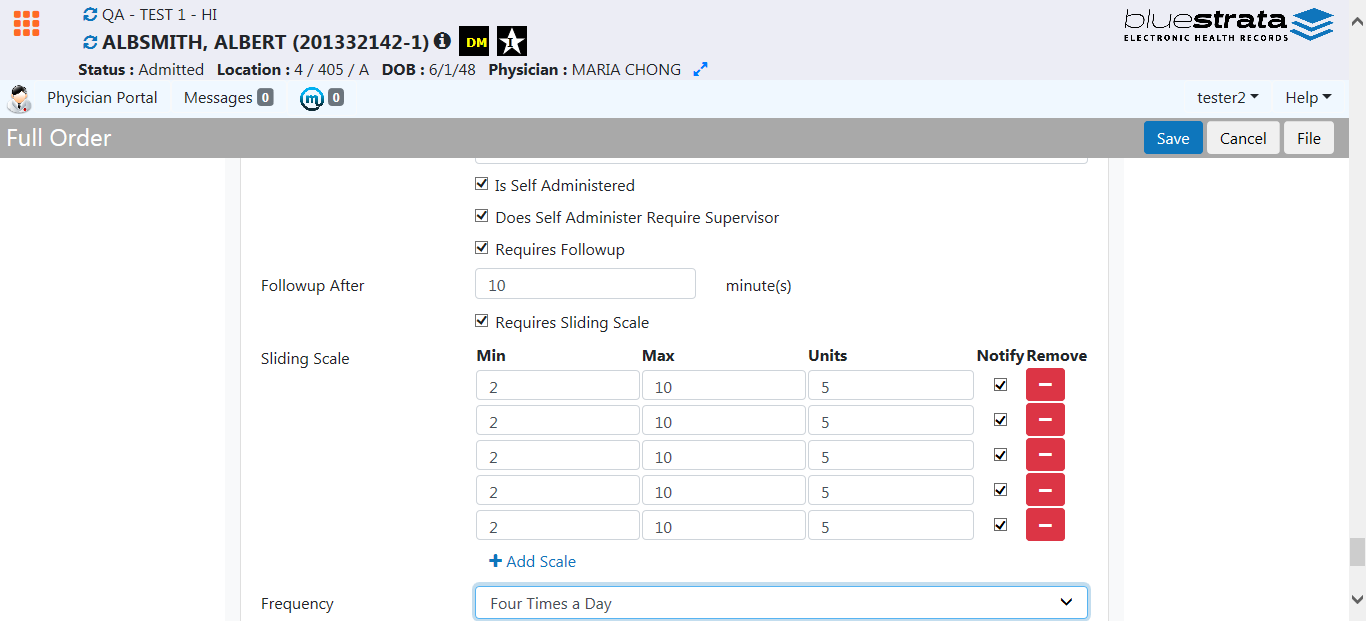 QA - TEST 1 - HI
ALBSMITH, ALBERT (201332142-1) DM 1
Status : Admitted Location : 4 / 405 / A DOB : 6/1/48 Physician : MARIA CHONG
bluestrata
ELECTRONIC HEALTH RECORDS
Physician Portal Messages 0 m 0 tester2 Help
Full Order Save Cancel File
Is Self Administered
Does Self Administer Require Supervisor
Requires Followup
Followup After 10 minute(s)
Requires Sliding Scale
Sliding Scale Min Max Units Notify Remove
2 10 5
2 10 5
2 10 5
2 10 5
2 10 5
Add Scale
Frequency Four Times a Day